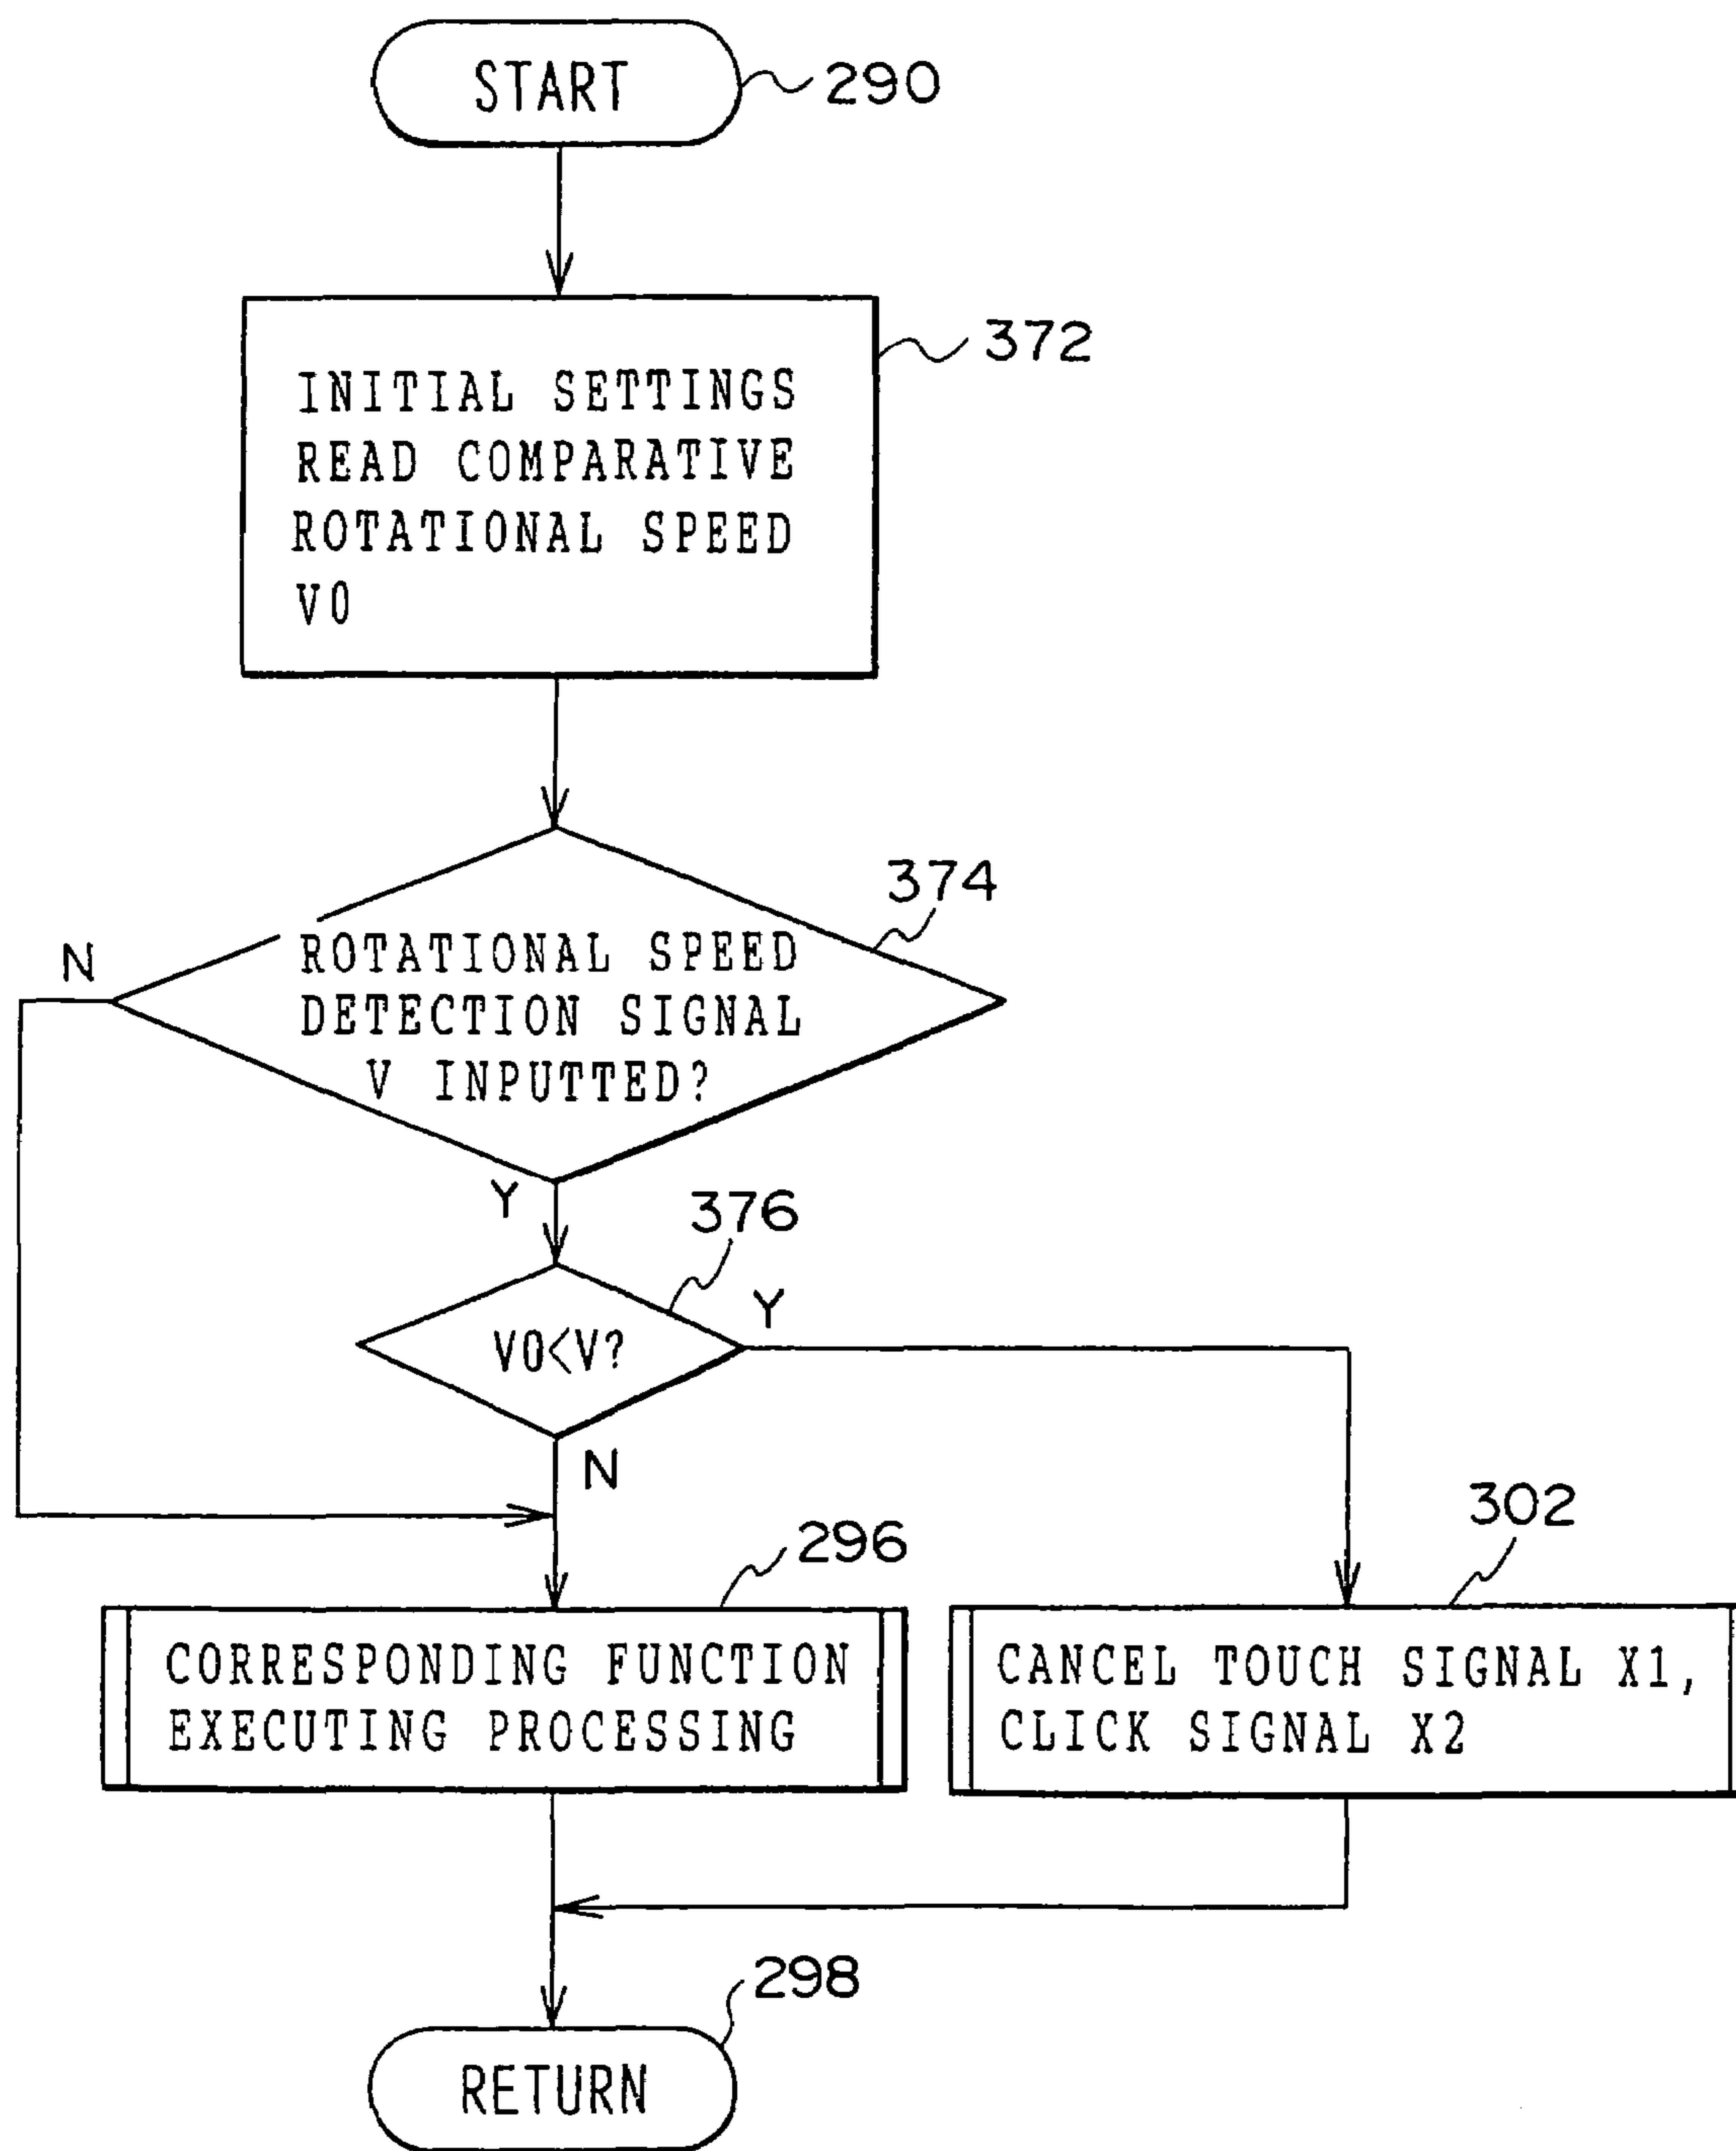 START
290
INITIAL SETTINGS
READ COMPARATIVE
ROTATIONAL SPEED
V0
372
374
N
ROTATIONAL SPEED
DETECTION SIGNAL
V INPUTTED?
Y
376
V0<V?
Y
N
296
CORRESPONDING FUNCTION
EXECUTING PROCESSING
302
CANCEL TOUCH SIGNAL X1,
CLICK SIGNAL X2
298
RETURN